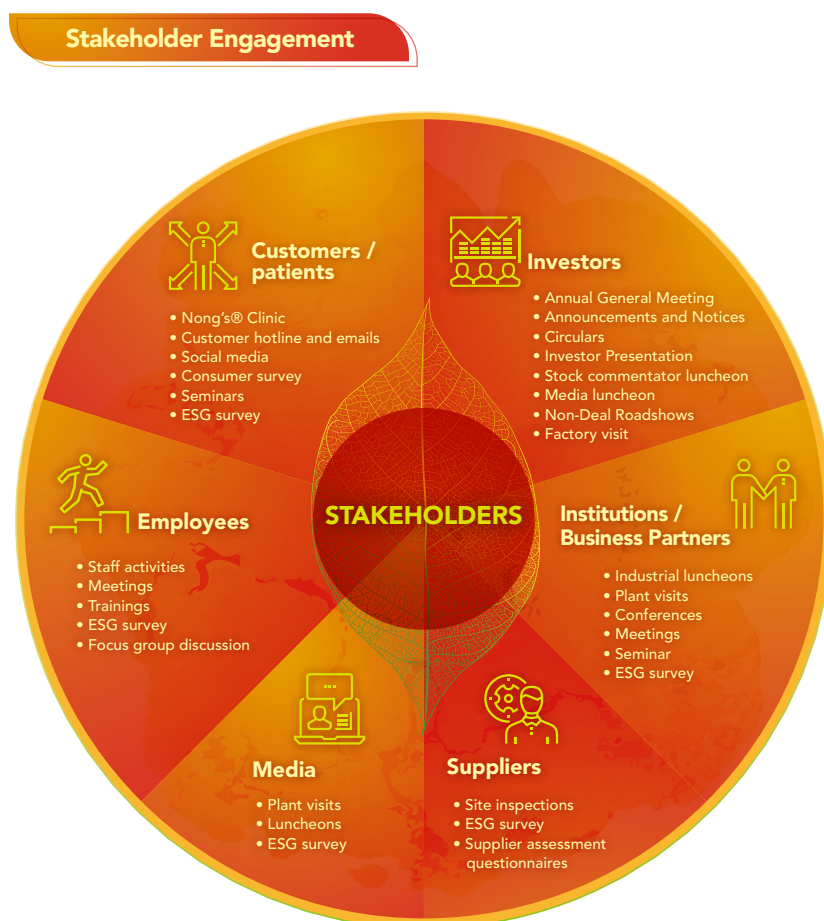 Stakeholder Engagement
Customers /
patients
• Nong's® Clinic
• Customer hotline and emails
• Social media
• Consumer survey
• Seminars
• ESG survey
Investors
• Annual General Meeting
• Announcements and Notices
• Circulars
• Investor Presentation
• Stock commentator luncheon
• Media luncheon
• Non-Deal Roadshows
• Factory visit
Employees
• Staff activities
• Meetings
• Trainings
• ESG survey
• Focus group discussion
STAKEHOLDERS
Institutions /
Business Partners
• Industrial luncheons
• Plant visits
• Conferences
• Meetings
• Seminar
• ESG survey
Media
• Plant visits
• Luncheons
• ESG survey
Suppliers
• Site inspections
• ESG survey
• Supplier assessment
questionnaires